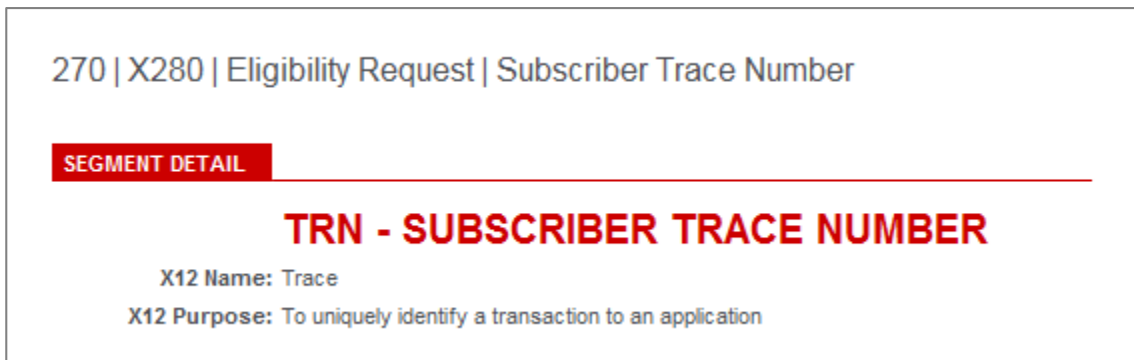 270 | X280 | Eligibility Request | Subscriber Trace Number
SEGMENT DETAIL
TRN - SUBSCRIBER TRACE NUMBER
X12 Name: Trace
X12 Purpose: To uniquely identify a transaction to an application